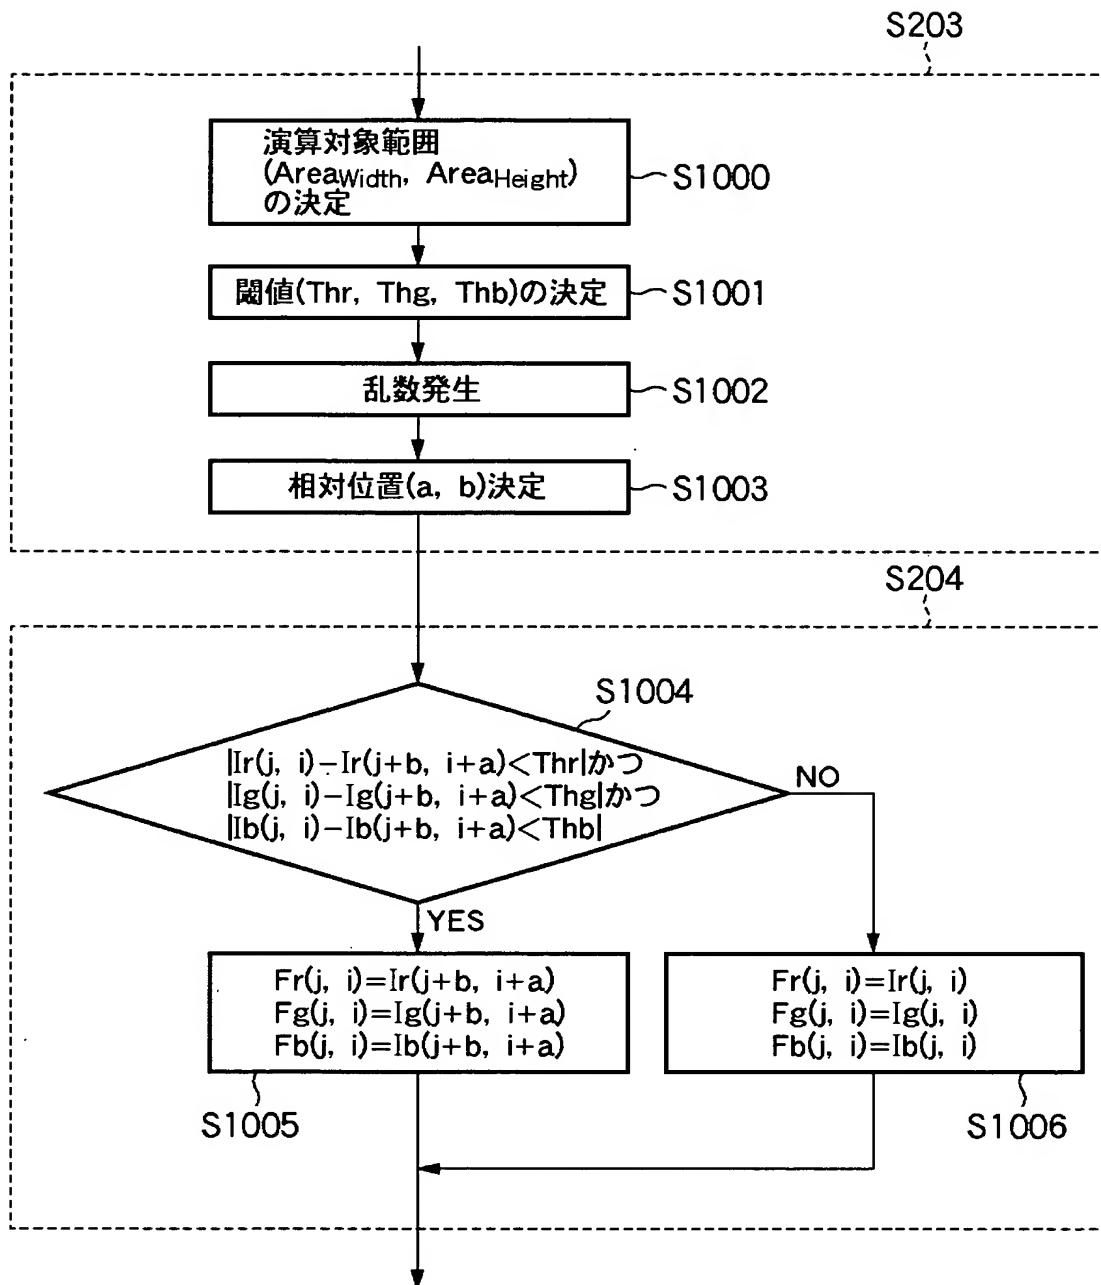 S203
演算対象範囲
(AreaWidth, AreaHeight)
の決定
S1000
閾値(Thr, Thg, Thb)の決定
S1001
乱数発生
S1002
相対位置(a, b)決定
S1003
S204
S1004
|Ir(j, i)−Ir(j+b, i+a)<Thr|かつ
|Ig(j, i)−Ig(j+b, i+a)<Thg|かつ
|Ib(j, i)−Ib(j+b, i+a)<Thb|
NO
YES
Fr(j, i)=Ir(j+b, i+a)
Fg(j, i)=Ig(j+b, i+a)
Fb(j, i)=Ib(j+b, i+a)
S1005
Fr(j, i)=Ir(j, i)
Fg(j, i)=Ig(j, i)
Fb(j, i)=Ib(j, i)
S1006